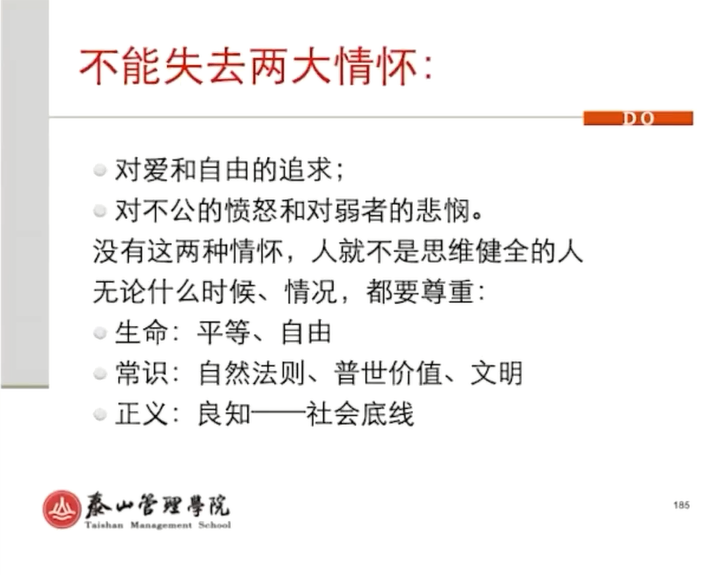 不能失去两大情怀：
DO
对爱和自由的追求；
对不公的愤怒和对弱者的悲悯。
没有这两种情怀，人就不是思维健全的人
无论什么时候、情况，都要尊重：
生命：平等、自由
常识：自然法则、普世价值、文明
正义：良知——社会底线
泰山管理學院
Taishan Management School
185